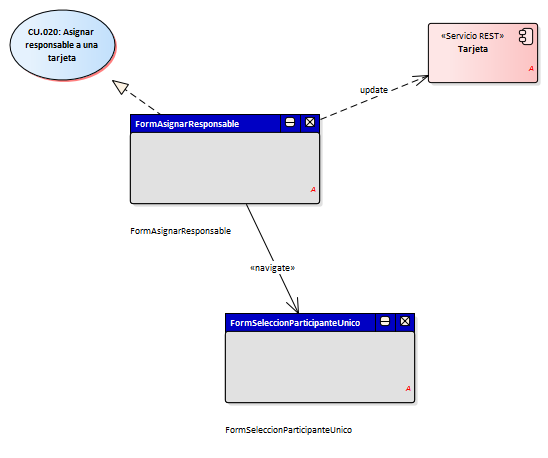 CU.020: Asignar
responsable a una
tarjeta
«Servicio REST»
Tarjeta
A
update
FormAsignarResponsable
A
FormAsignarResponsable
«navigate»
FormSeleccionParticipanteUnico
A
FormSeleccionParticipanteUnico